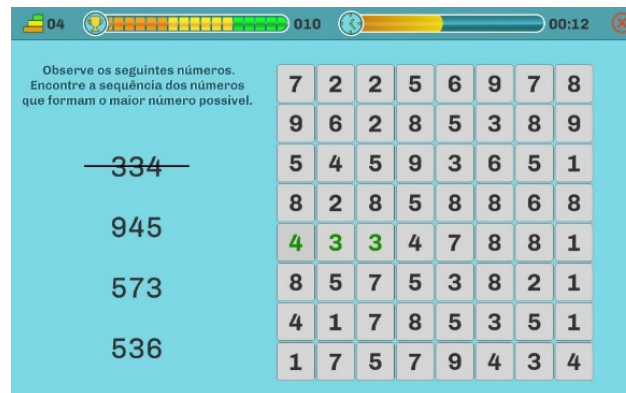 04 010 00:12
Observe os seguintes números.
Encontre a sequência dos números
que formam o maior número possivel.
334
945
573
536
7 2 2 5 6 9 7 8
9 6 2 8 5 3 8 9
5 4 5 9 3 6 5 1
8 2 8 5 8 8 6 8
4 3 3 4 7 8 8 1
8 5 7 5 3 8 2 1
4 1 7 8 5 3 5 1
1 7 5 7 9 4 3 4